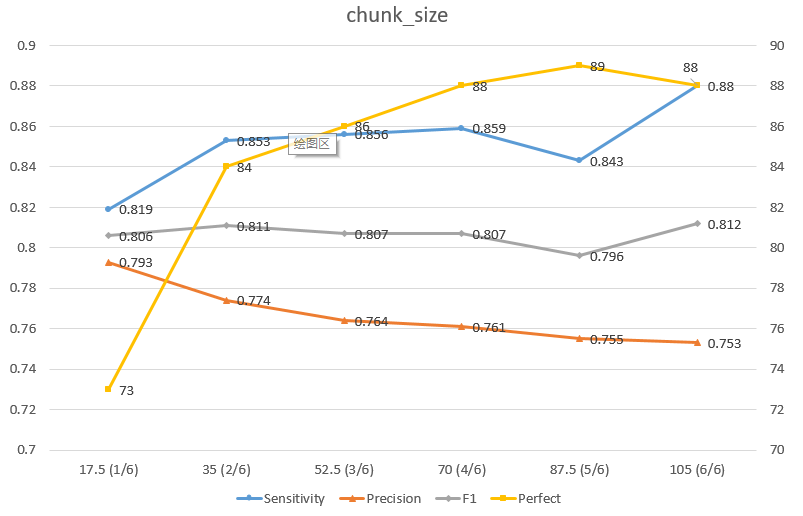 chunk_size
0.9 90
88
89
0.88 88 0.88 88
0.86 86 0.859 86
0.853 绘图区 0.856
0.843
0.84 84 84
0.82 0.819 82
0.811 0.812
0.806 0.807 0.807
0.8 0.796 80
0.793
0.78 78
0.774
0.764 0.761
0.76 0.755 0.753 76
0.74 74
73
0.72 72
0.7 70
17.5 (1/6) 35 (2/6) 52.5 (3/6) 70 (4/6) 87.5 (5/6) 105 (6/6)
Sensitivity Precision F1 Perfect